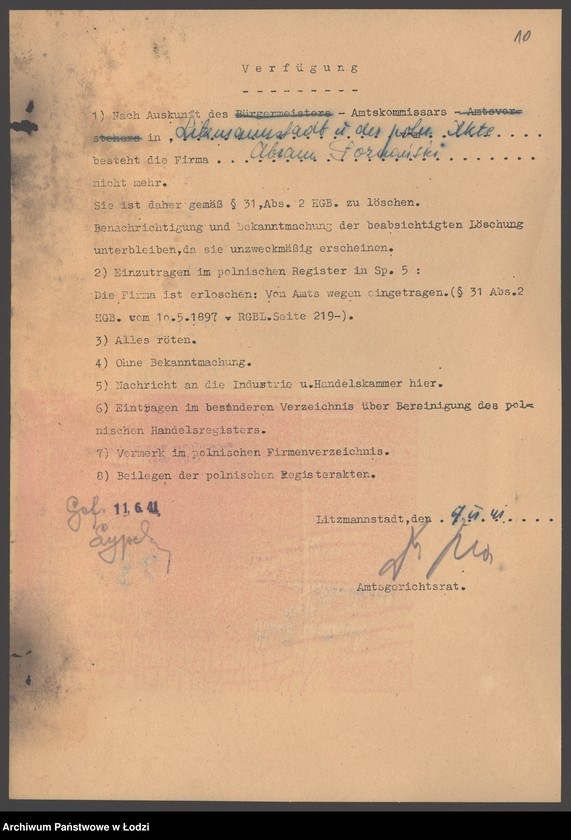 10
Verfügung
- - - - - - - - -
1) Nach Auskunft des Bürgermeisters - Amtskommissars - Amtsvor-
stehers in Litzmannstadt u. der poln. Akte . . . .
besteht die Firma . . . Abram Poznański . . . . . . .
nicht mehr.
Sie ist daher gemäß § 31,Abs. 2 HGB. zu löschen.
Benachrichtigung und Bekanntmachung der beabsichtigten Löschung
unterbleiben,da sie unzweckmäßig erscheinen.
2) Einzutragen im polnischen Register in Sp. 5 :
Die Firma ist erloschen: Von Amts wegen eingetragen.(§ 31 Abs.2
HGB. vom 1o.5.1897 - RGBL.Seite 219-).
3) Alles röten.
4) Ohne Bekanntmachung.
5) Nachricht an die Industrie u.Handelskammer hier.
6) Eintragen im besonderen Verzeichnis über Bereinigung des pol-
nischen Handelsregisters.
7) Vermerk im polnischen Firmenverzeichnis.
8) Beilegen der polnischen Registerakten.
Gef. 11.6.41.
Litzmannstadt,den . 9.VI.41. . . . .
Amtsgerichtsrat.
Archiwum Państwowe w Łodzi